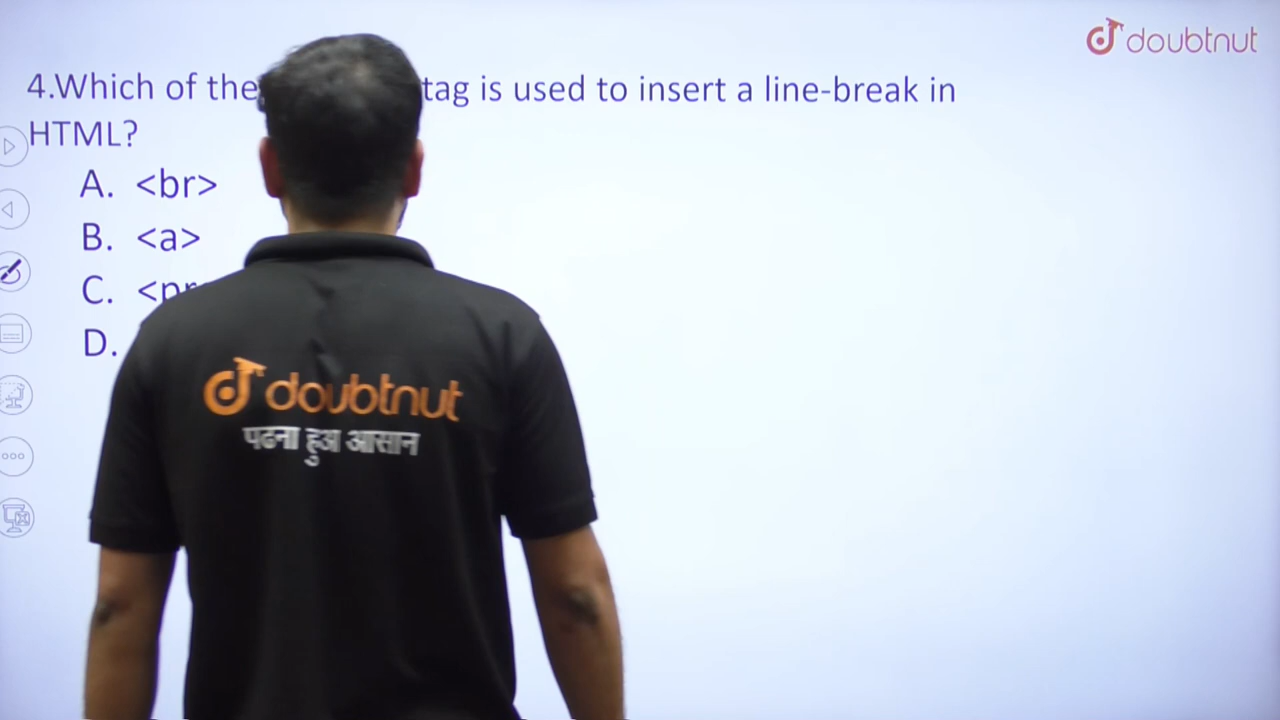 doubtnut
4.Which of the tag is used to insert a line-break in
HTML?
A. <br>
B. <a>
C.
D.
doubtnut
पढना हुआ आसान